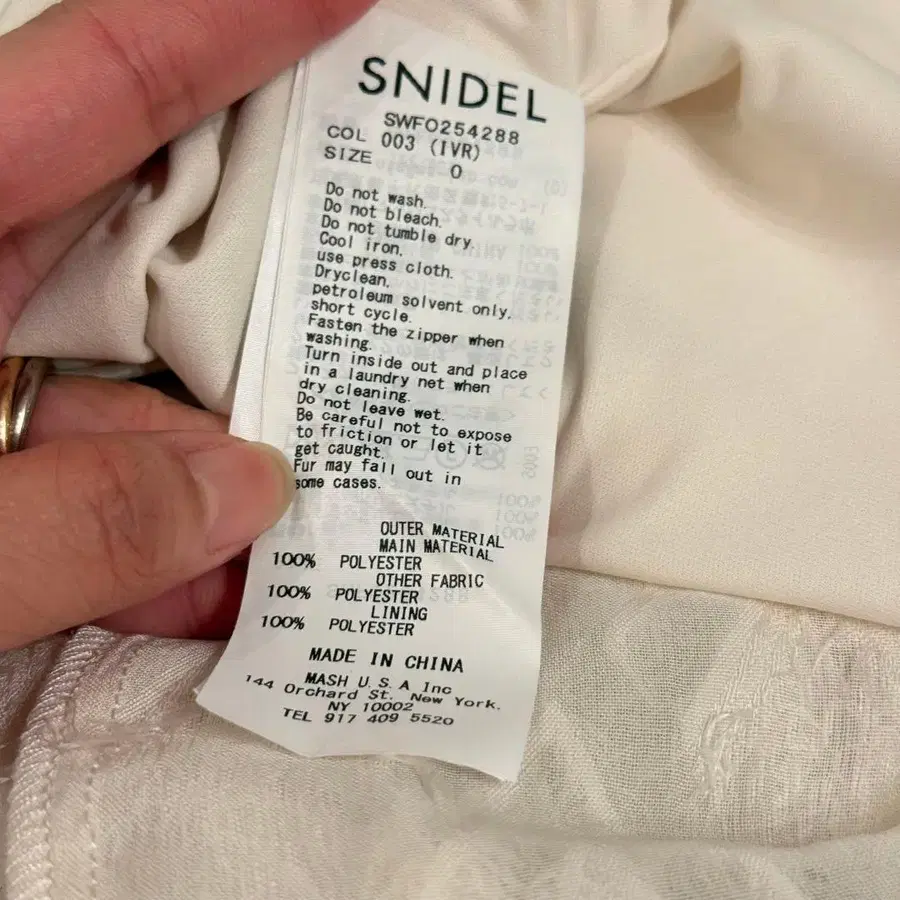 SNIDEL
SWFO254288
COL 003 (IVR)
SIZE 0
Do not wash.
Do not bleach.
Do not tumble dry.
Cool iron,
use press cloth.
Dryclean,
petroleum solvent only,
short cycle.
Fasten the zipper when
washing.
Turn inside out and place
in a laundry net when
dry cleaning.
Do not leave wet.
Be careful not to expose
to friction or let it
get caught.
Fur may fall out in
some cases.
OUTER MATERIAL
MAIN MATERIAL
100% POLYESTER
OTHER FABRIC
100% POLYESTER
LINING
100% POLYESTER
MADE IN CHINA
MASH U.S.A Inc
144 Orchard St. New York.
NY 10002
TEL 917 409 5520